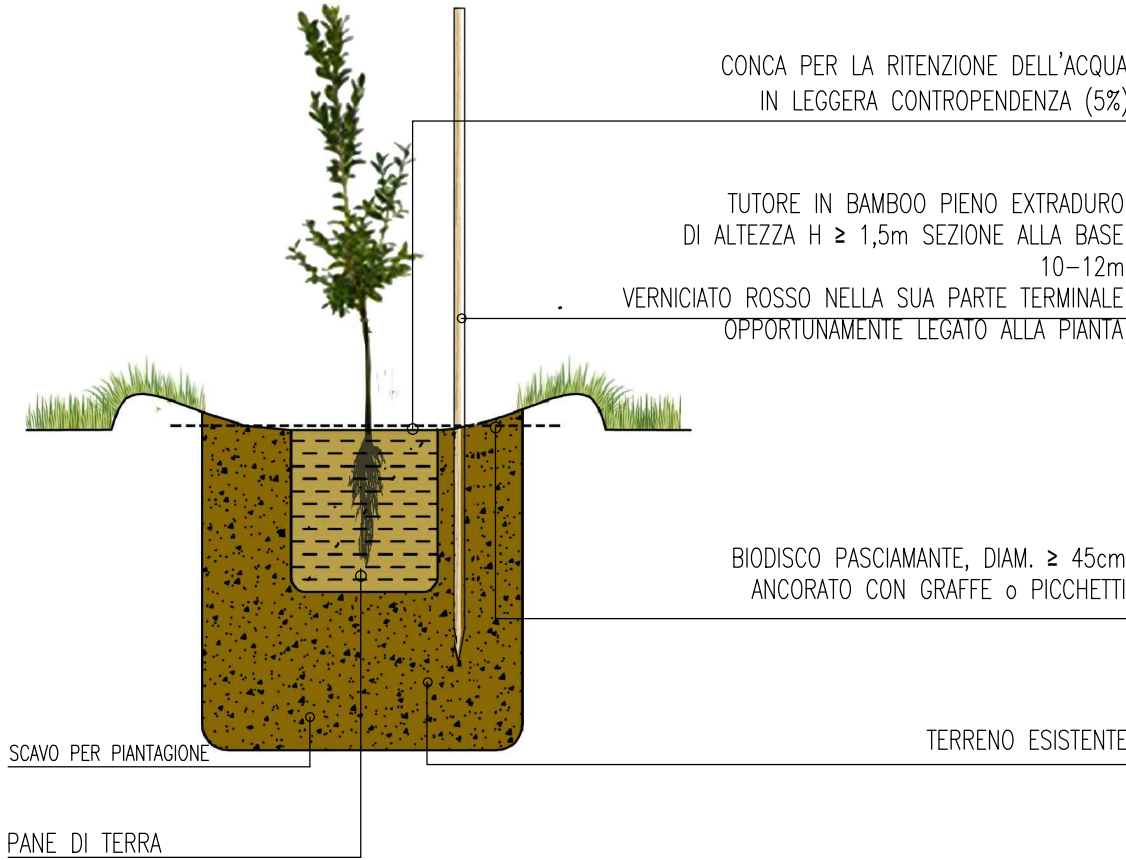 CONCA PER LA RITENZIONE DELL'ACQUA
IN LEGGERA CONTROPENDENZA (5%)
TUTORE IN BAMBOO PIENO EXTRADURO
DI ALTEZZA H ≥ 1,5m SEZIONE ALLA BASE
10-12m
VERNICIATO ROSSO NELLA SUA PARTE TERMINALE
OPPORTUNAMENTE LEGATO ALLA PIANTA
BIODISCO PASCIAMANTE, DIAM. ≥ 45cm
ANCORATO CON GRAFFE o PICCHETTI
TERRENO ESISTENTE
SCAVO PER PIANTAGIONE
PANE DI TERRA